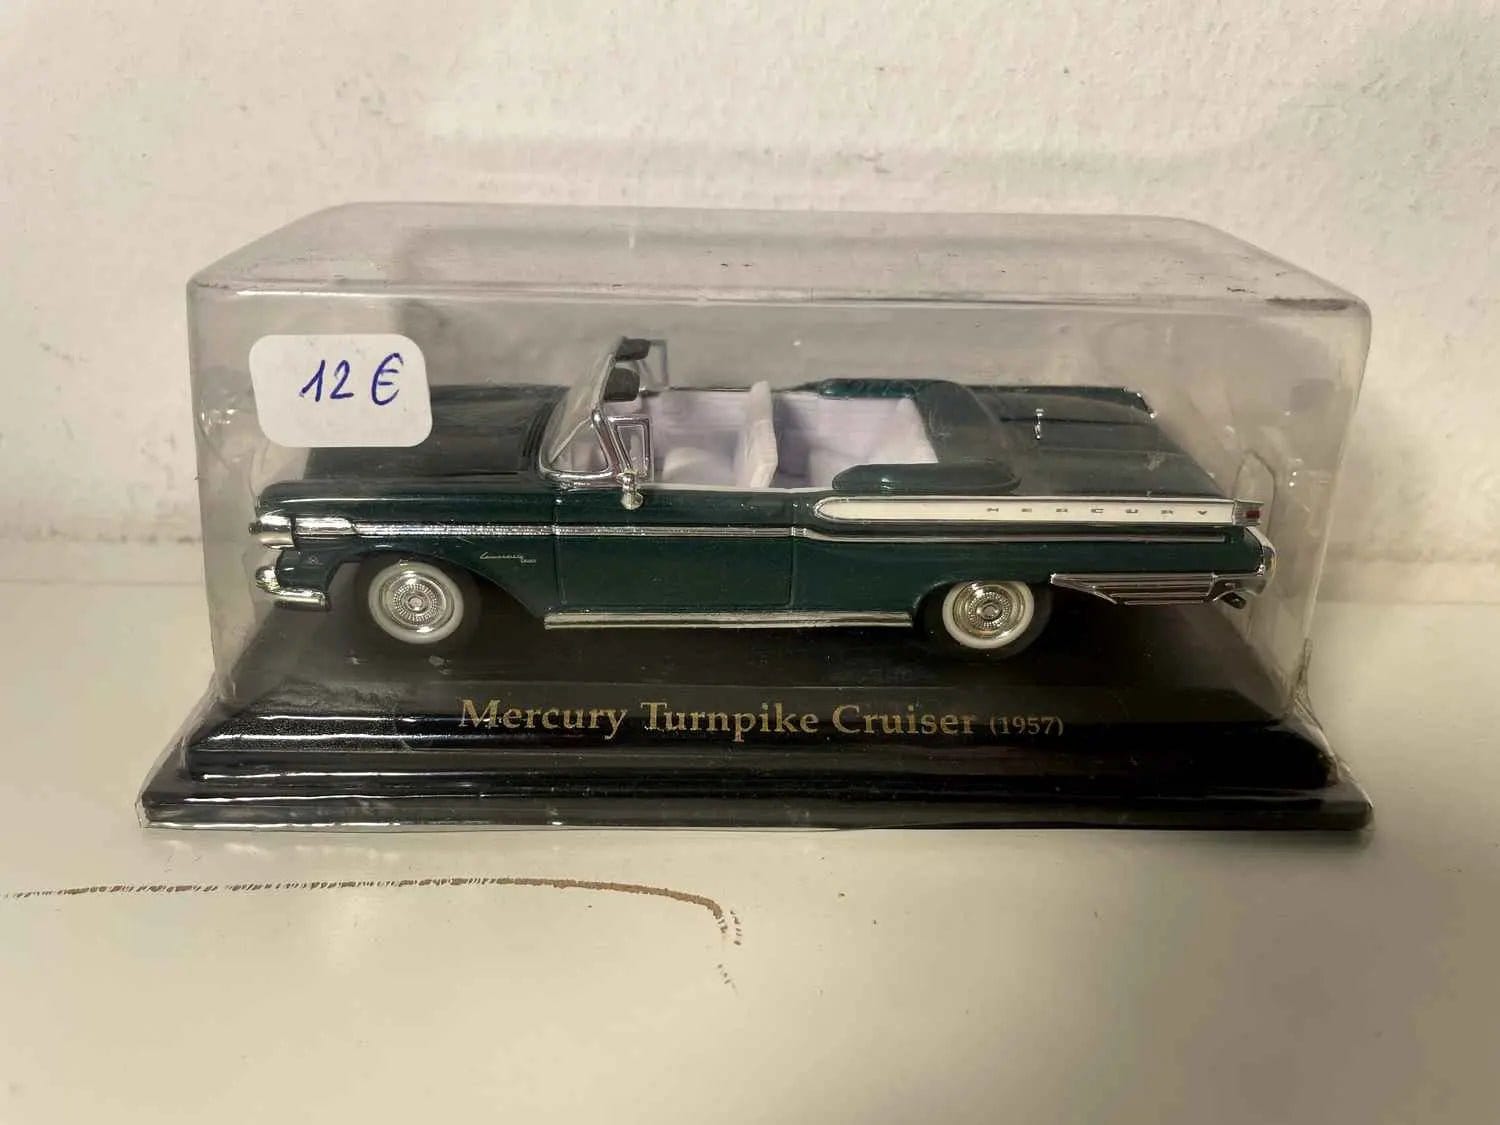 12 €
MERCURY
Mercury Turnpike Cruiser (1957)